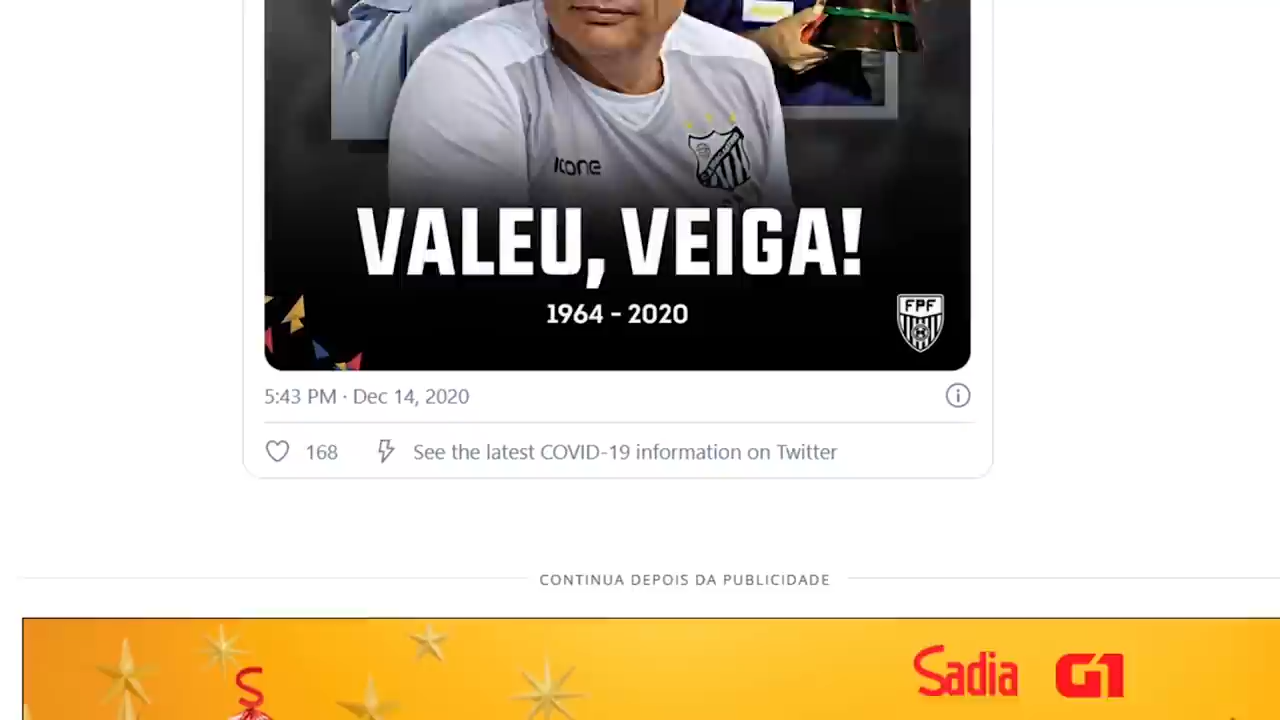 ıcone
VALEU, VEIGA!
1964 - 2020
FPF
5:43 PM · Dec 14, 2020
168
See the latest COVID-19 information on Twitter
CONTINUA DEPOIS DA PUBLICIDADE
Sadia G1
S